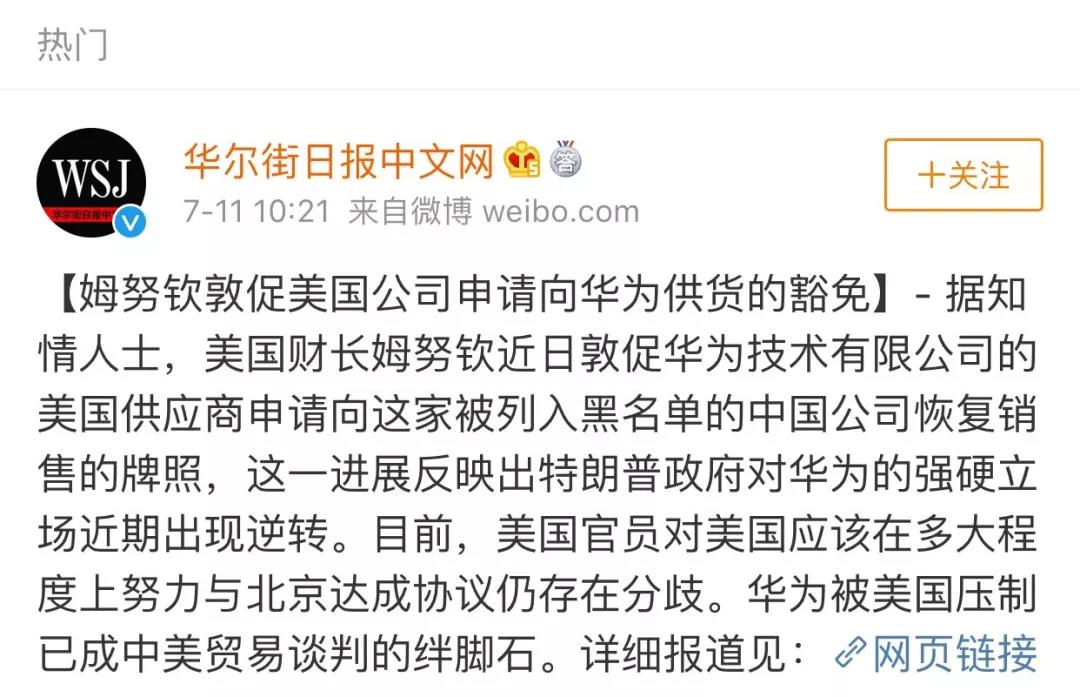 热门
WSJ
华尔街日报中文网
7-11 10:21 来自微博 weibo.com
+关注
【姆努钦敦促美国公司申请向华为供货的豁免】- 据知
情人士，美国财长姆努钦近日敦促华为技术有限公司的
美国供应商申请向这家被列入黑名单的中国公司恢复销
售的牌照，这一进展反映出特朗普政府对华为的强硬立
场近期出现逆转。目前，美国官员对美国应该在多大程
度上努力与北京达成协议仍存在分歧。华为被美国压制
已成中美贸易谈判的绊脚石。详细报道见：网页链接